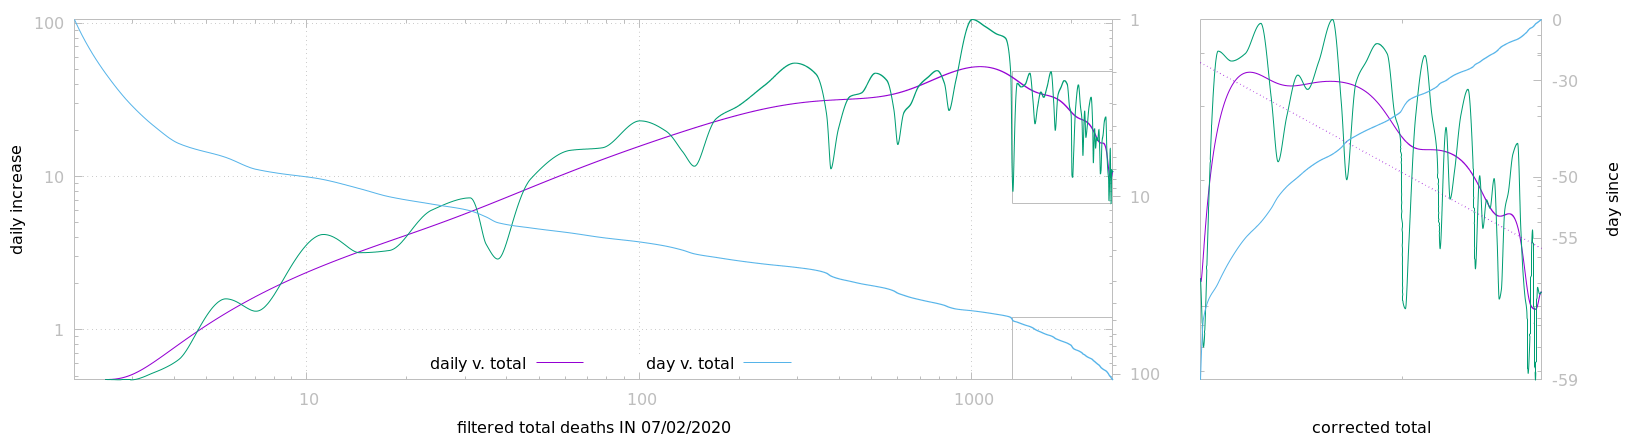 100
10
1
daily increase
10
100
1000
filtered total deaths IN 07/02/2020
daily v. total
day v. total
1
10
100
0
-30
-50
-55
-59
day since
corrected total